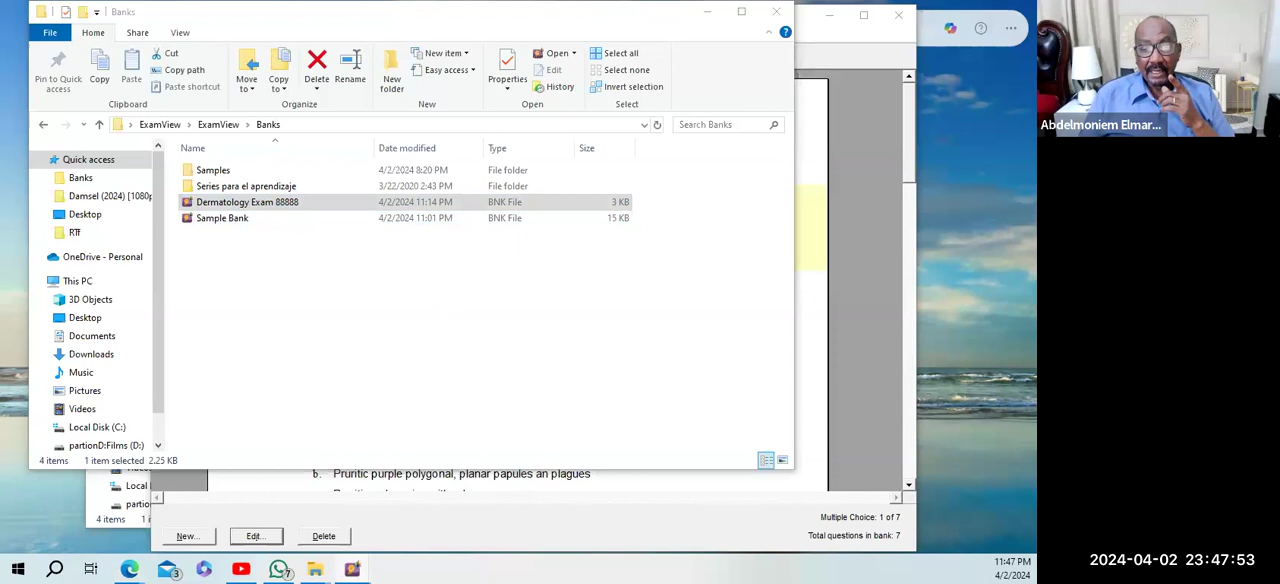 Banks
File Home Share View
Pin to Quick access
Copy
Paste
Cut
Copy path
Paste shortcut
Clipboard
Move to
Copy to
Delete
Rename
Organize
New folder
New item
Easy access
New
Properties
Open
Edit
History
Open
Select all
Select none
Invert selection
Select
ExamView > ExamView > Banks
Search Banks
Name Date modified Type Size
Samples 4/2/2024 8:20 PM File folder
Series para el aprendizaje 3/22/2020 2:43 PM File folder
Dermatology Exam 88888 4/2/2024 11:14 PM BNK File 3 KB
Sample Bank 4/2/2024 11:01 PM BNK File 15 KB
Quick access
Banks
Damsel (2024) [1080p
Desktop
RTf
OneDrive - Personal
This PC
3D Objects
Desktop
Documents
Downloads
Music
Pictures
Videos
Local Disk (C:)
partionD:Films (D:)
4 items 1 item selected 2.25 KB
b. Pruritic purple polygonal, planar papules an plagues
Local
partio
4 items
Multiple Choice: 1 of 7
New... Edit... Delete
Total questions in bank: 7
3
7
11:47 PM
4/2/2024
Abdelmoniem Elmar...
2024-04-02 23:47:53